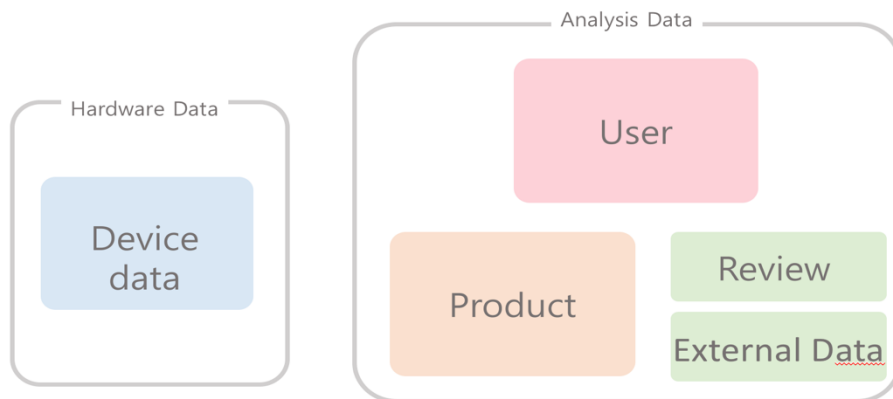 Hardware Data
Device
data
Analysis Data
User
Product
Review
External Data